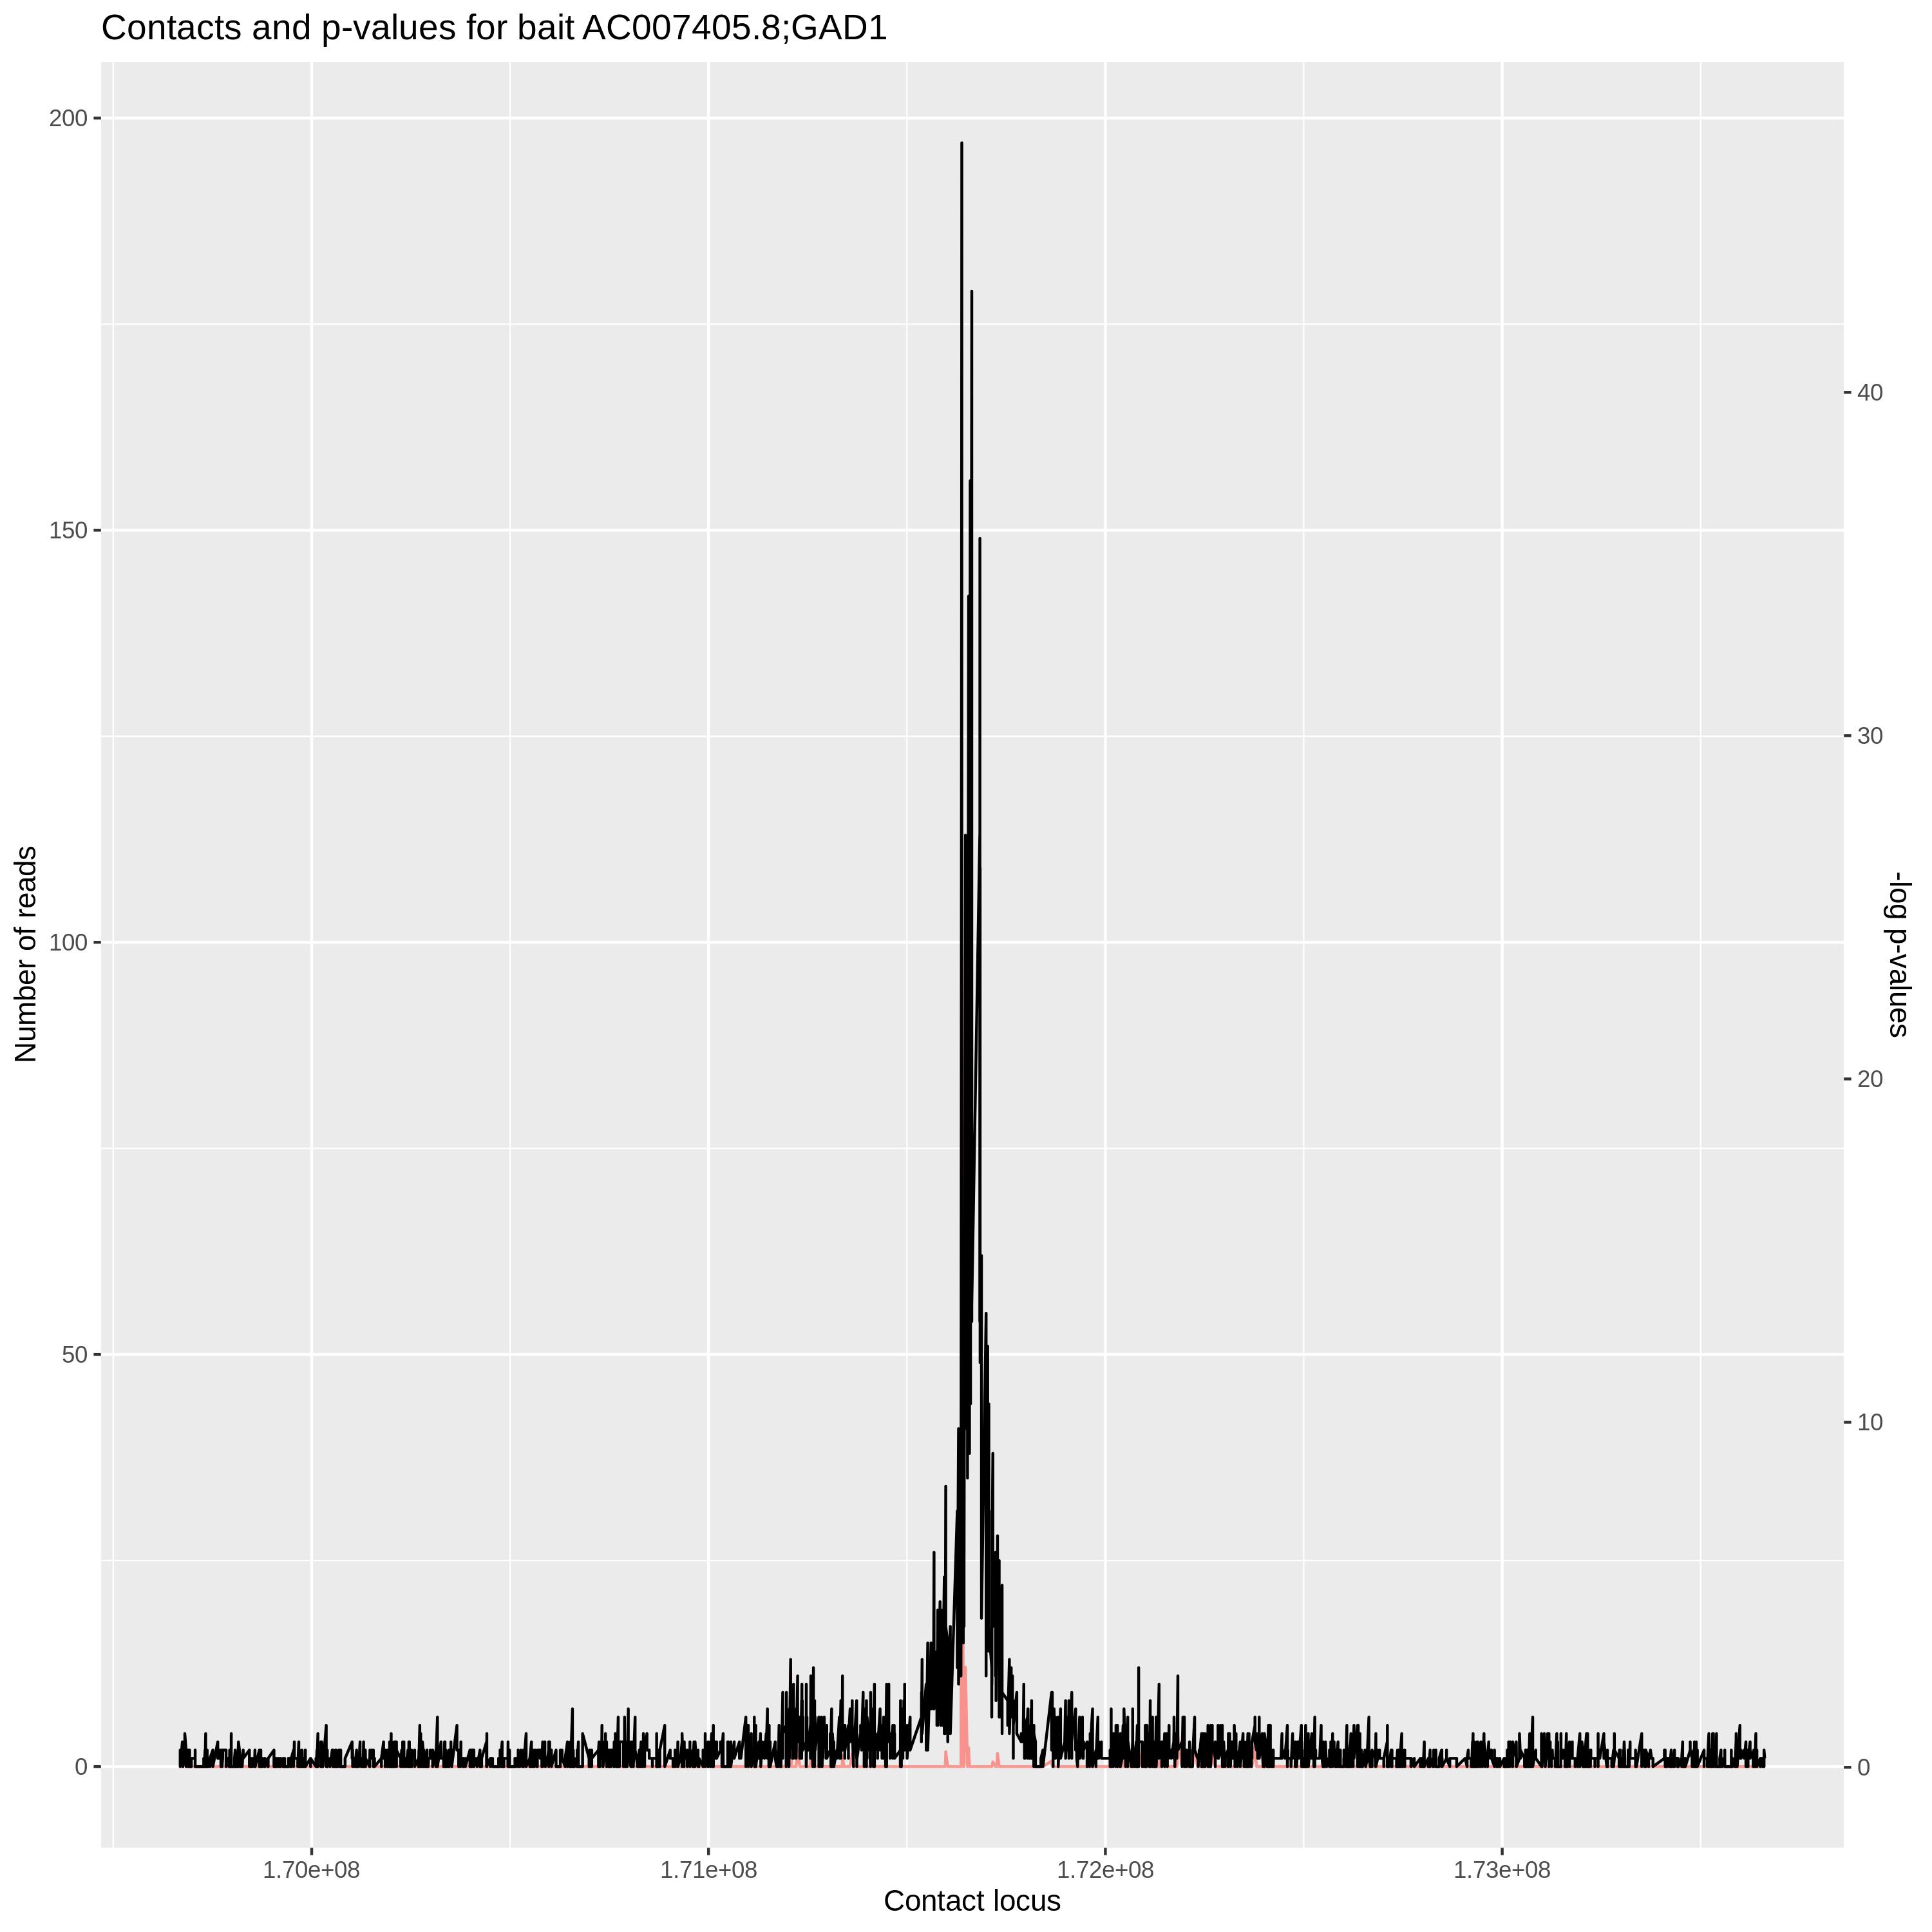 Contacts and p-values for bait AC007405.8;GAD1
200
150
100
50
0
Number of reads
40
30
20
10
0
-log p-values
1.70e+08
1.71e+08
1.72e+08
1.73e+08
Contact locus